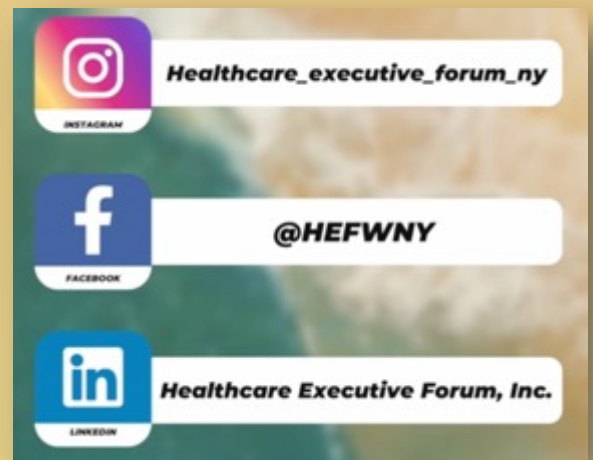 Healthcare_executive_forum_ny
INSTAGRAM
@HEFWNY
FACEBOOK
Healthcare Executive Forum, Inc.
LINKEDIN